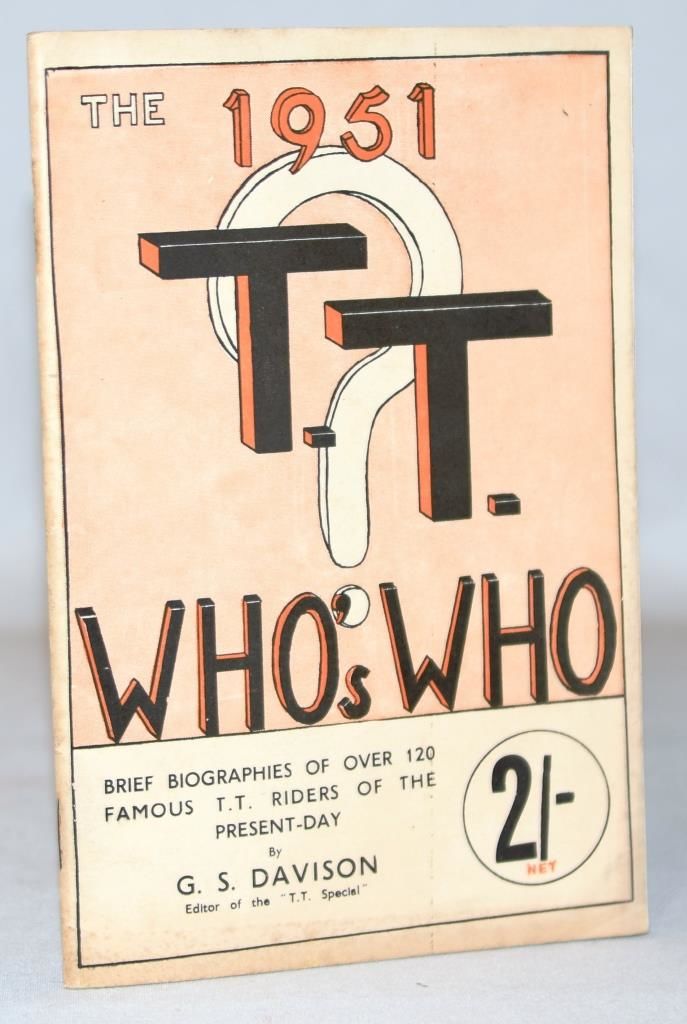 THE 1951
T.T.
WHO's WHO
BRIEF BIOGRAPHIES OF OVER 120
FAMOUS T.T. RIDERS OF THE
PRESENT-DAY
By
G. S. DAVISON
Editor of the "T.T. Special"
2/-
NET